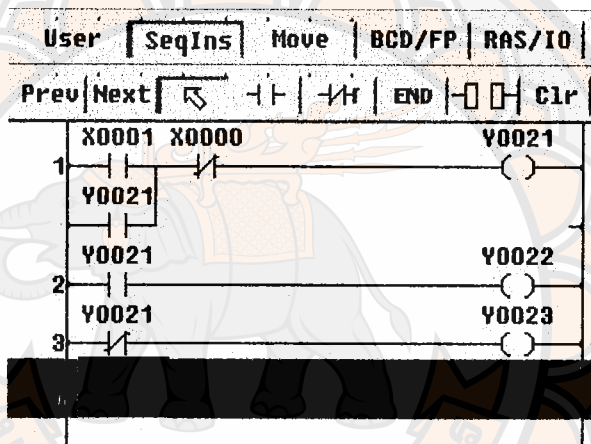 User SeqIns Move BCD/FP RAS/IO
Prev Next END Clr
X0001 X0000 Y0021
1
Y0021
Y0021 Y0022
2
Y0021 Y0023
3